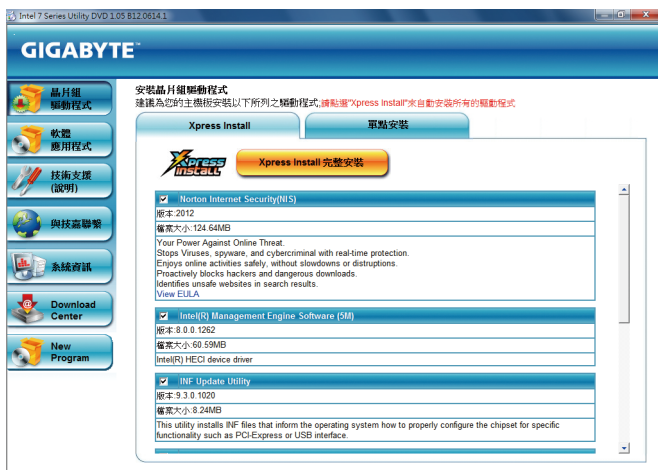 Intel 7 Series Utility DVD 1.05 B12.0614.1
GIGABYTE™
晶片組
驅動程式
軟體
應用程式
技術支援
(說明)
與技嘉聯繫
系統資訊
Download
Center
New
Program
安裝晶片組驅動程式
建議為您的主機板安裝以下所列之驅動程式;請點選"Xpress Install"來自動安裝所有的驅動程式
Xpress Install
單點安裝
Xpress
INSTALL
Xpress Install 完整安裝
Norton Internet Security(NIS)
版本:2012
檔案大小:124.64MB
Your Power Against Online Threat.
Stops Viruses, spyware, and cybercriminal with real-time protection.
Enjoys online activities safely, without slowdowns or distruptions.
Proactively blocks hackers and dangerous downloads.
Identifies unsafe websites in search results.
View EULA
Intel(R) Management Engine Software (5M)
版本:8.0.0.1262
檔案大小:60.59MB
Intel(R) HECI device driver
INF Update Utility
版本:9.3.0.1020
檔案大小:8.24MB
This utility installs INF files that inform the operating system how to properly configure the chipset for specific
functionality such as PCI-Express or USB interface.